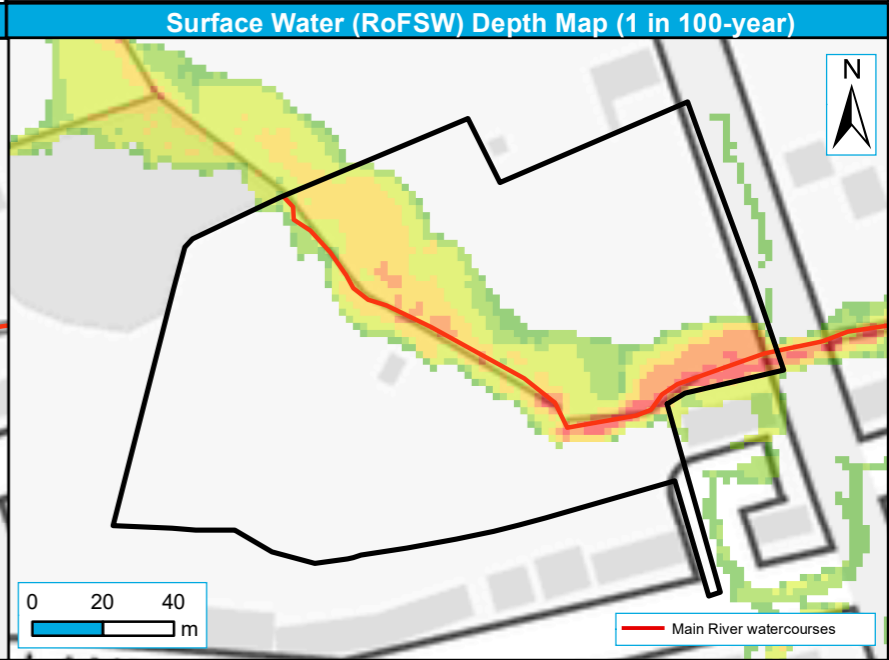 Surface Water (RoFSW) Depth Map (1 in 100-year)
N
0 20 40
m
Main River watercourses